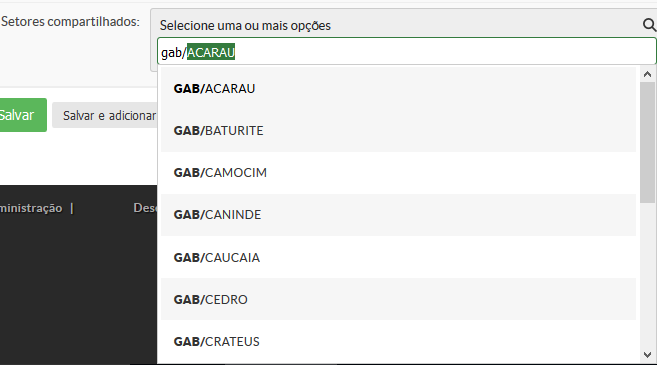 Setores compartilhados:
Selecione uma ou mais opções
gab/ACARAU
GAB/ACARAU
GAB/BATURITE
GAB/CAMOCIM
GAB/CANINDE
GAB/CAUCAIA
GAB/CEDRO
GAB/CRATEUS
Salvar
Salvar e adicionar
ministração |
Dese